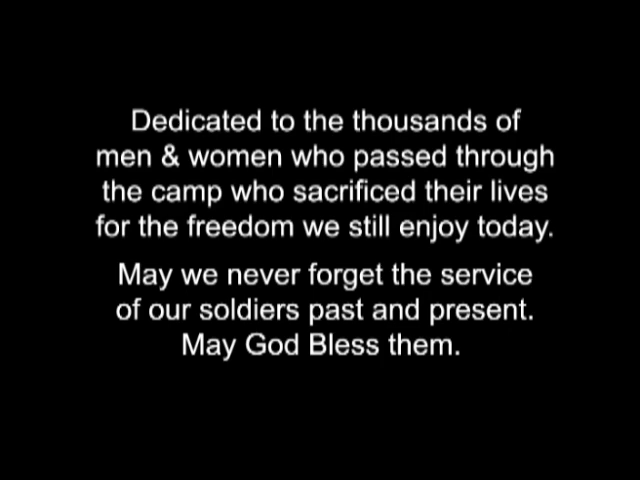 Dedicated to the thousands of
men & women who passed through
the camp who sacrificed their lives
for the freedom we still enjoy today.
May we never forget the service
of our soldiers past and present.
May God Bless them.